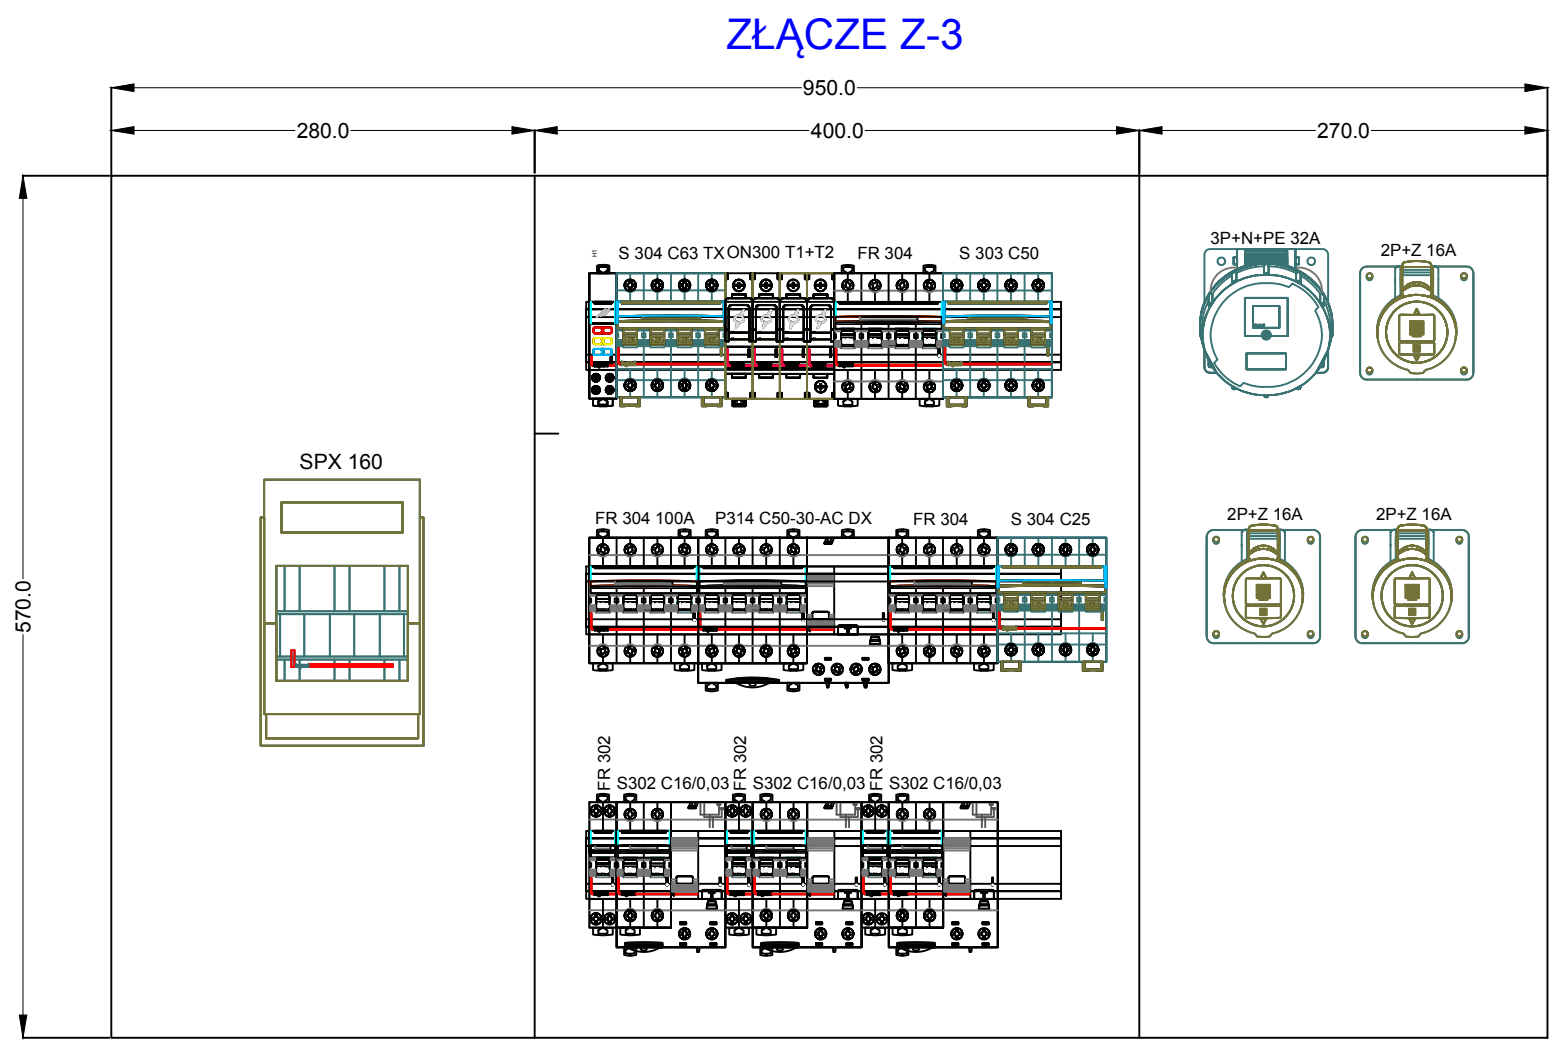 ZŁĄCZE Z-3
950.0
280.0
400.0
270.0
570.0
H1
S 304 C63 TX
ON300 T1+T2
FR 304
S 303 C50
3P+N+PE 32A
2P+Z 16A
SPX 160
FR 304 100A
P314 C50-30-AC DX
FR 304
S 304 C25
2P+Z 16A
2P+Z 16A
FR 302
S302 C16/0,03
FR 302
S302 C16/0,03
FR 302
S302 C16/0,03